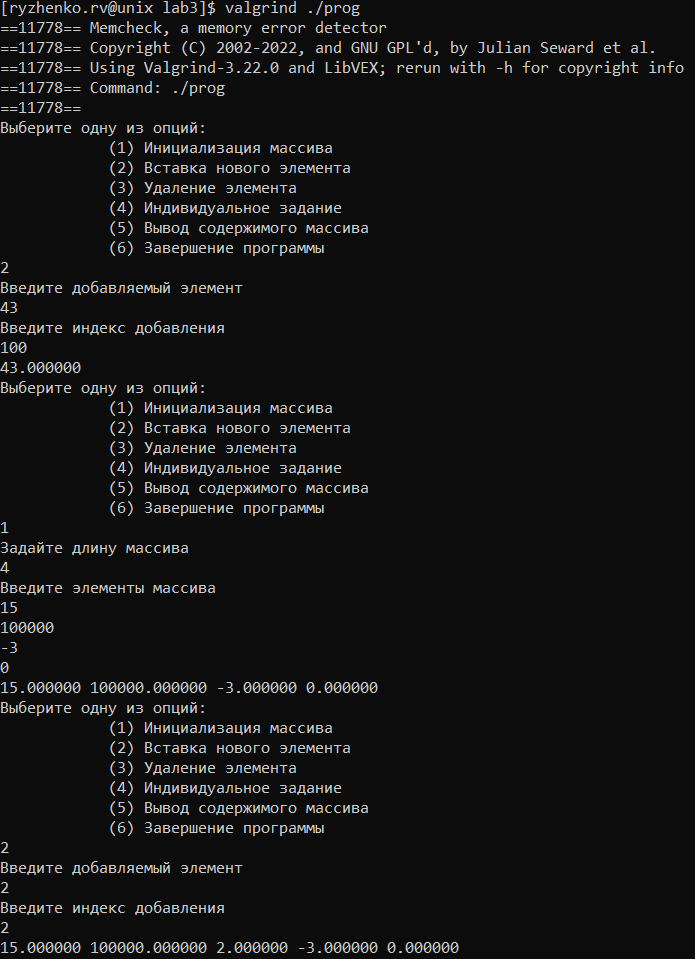 [ryzhenko.rv@unix lab3]$ valgrind ./prog
==11778== Memcheck, a memory error detector
==11778== Copyright (C) 2002-2022, and GNU GPL'd, by Julian Seward et al.
==11778== Using Valgrind-3.22.0 and LibVEX; rerun with -h for copyright info
==11778== Command: ./prog
==11778==
Выберите одну из опций:
(1) Инициализация массива
(2) Вставка нового элемента
(3) Удаление элемента
(4) Индивидуальное задание
(5) Вывод содержимого массива
(6) Завершение программы
2
Введите добавляемый элемент
43
Введите индекс добавления
100
43.000000
Выберите одну из опций:
(1) Инициализация массива
(2) Вставка нового элемента
(3) Удаление элемента
(4) Индивидуальное задание
(5) Вывод содержимого массива
(6) Завершение программы
1
Задайте длину массива
4
Введите элементы массива
15
100000
-3
0
15.000000 100000.000000 -3.000000 0.000000
Выберите одну из опций:
(1) Инициализация массива
(2) Вставка нового элемента
(3) Удаление элемента
(4) Индивидуальное задание
(5) Вывод содержимого массива
(6) Завершение программы
2
Введите добавляемый элемент
2
Введите индекс добавления
2
15.000000 100000.000000 2.000000 -3.000000 0.000000